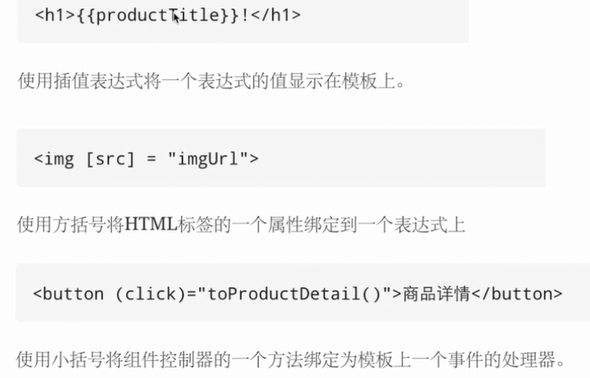 <h1>{{productTitle}}!</h1>
使用插值表达式将一个表达式的值显示在模板上。
<img [src] = "imgUrl">
使用方括号将HTML标签的一个属性绑定到一个表达式上
<button (click)="toProductDetail()">商品详情</button>
使用小括号将组件控制器的一个方法绑定为模板上一个事件的处理器。